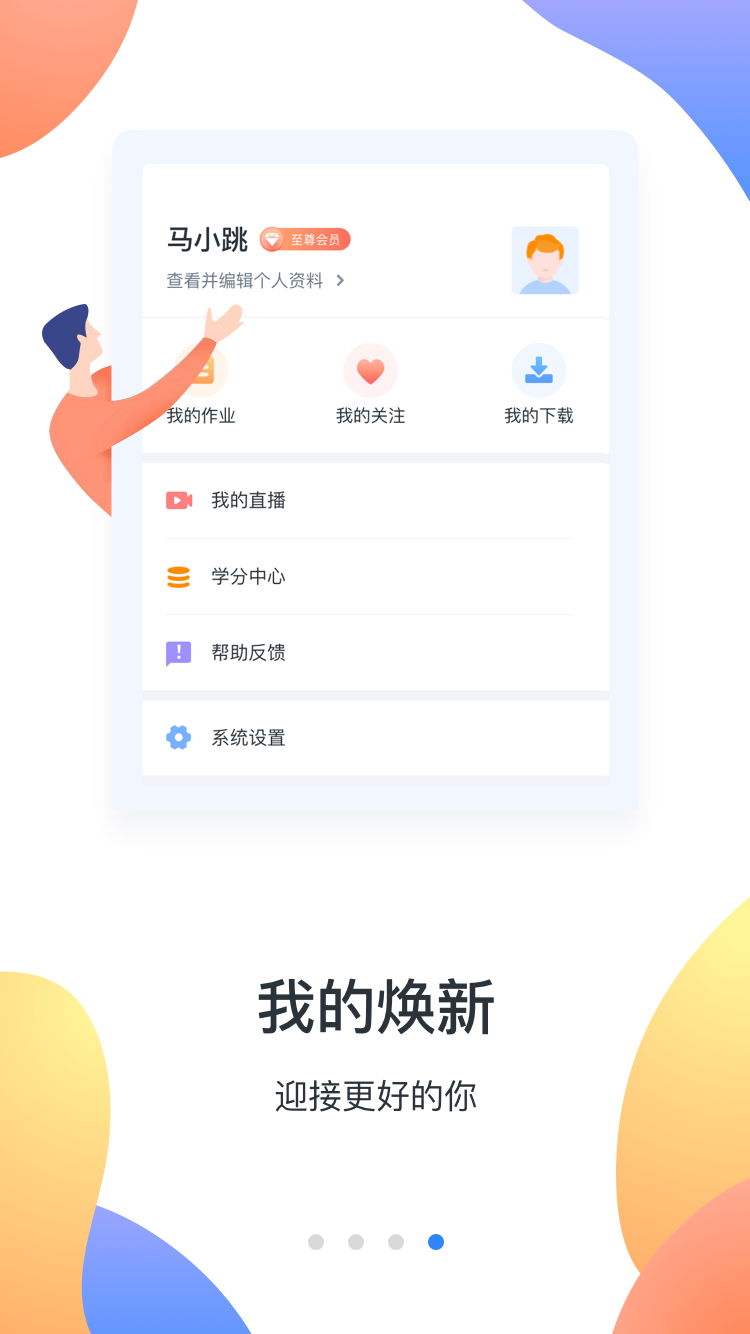 马小跳 至尊会员
查看并编辑个人资料
我的作业 我的关注 我的下载
我的直播
学分中心
帮助反馈
系统设置
我的焕新
迎接更好的你